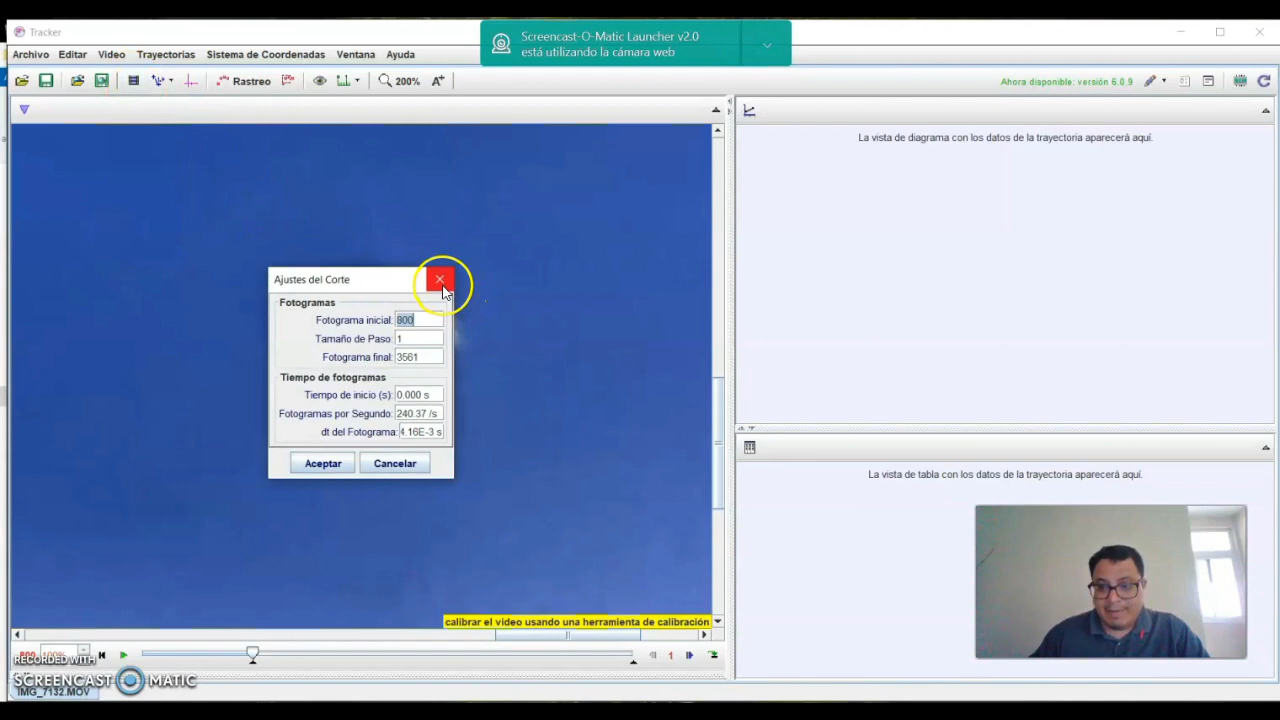 Tracker
Screencast-O-Matic Launcher v2.0
está utilizando la cámara web
Archivo Editar Video Trayectorias Sistema de Coordenadas Ventana Ayuda
Rastreo 200% Ahora disponible: versión 6.0.9
La vista de diagrama con los datos de la trayectoria aparecerá aquí.
Ajustes del Corte
Fotogramas
Fotograma inicial: 800
Tamaño de Paso: 1
Fotograma final: 3561
Tiempo de fotogramas
Tiempo de inicio (s): 0.000 s
Fotogramas por Segundo: 240.37 /s
dt del Fotograma: 4.16E-3 s
Aceptar Cancelar
La vista de tabla con los datos de la trayectoria aparecerá aquí.
calibrar el video usando una herramienta de calibración
800 100% 1
RECORDED WITH
SCREENCAST MATIC
IMG_7132.MOV